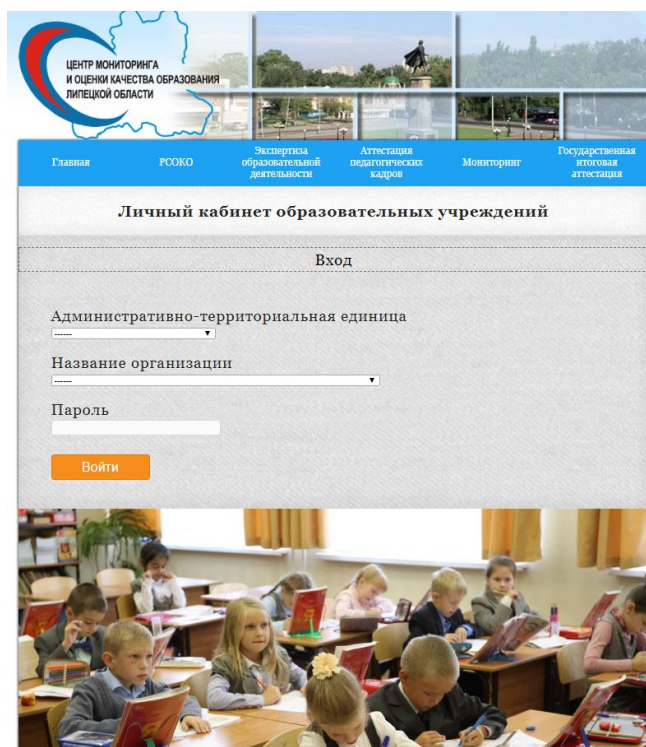 ЦЕНТР МОНИТОРИНГА
И ОЦЕНКИ КАЧЕСТВА ОБРАЗОВАНИЯ
ЛИПЕЦКОЙ ОБЛАСТИ
Главная
РСОКО
Экспертиза
образовательной
деятельности
Аттестация
педагогических
кадров
Мониторинг
Государственная
итоговая
аттестация
Личный кабинет образовательных учреждений
Вход
Административно-территориальная единица
------
Название организации
------
Пароль
Войти